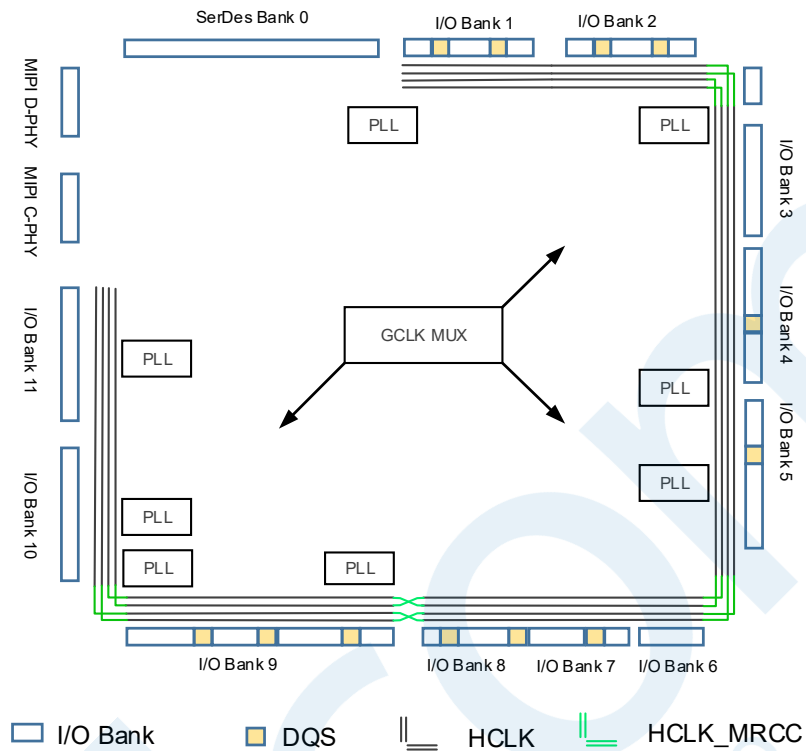 SerDes Bank 0
I/O Bank 1
I/O Bank 2
MIPI D-PHY
PLL
PLL
I/O Bank 3
MIPI C-PHY
I/O Bank 11
GCLK MUX
I/O Bank 4
PLL
PLL
I/O Bank 5
I/O Bank 10
PLL
PLL
PLL
PLL
I/O Bank 9
I/O Bank 8
I/O Bank 7
I/O Bank 6
I/O Bank
DQS
HCLK
HCLK_MRCC